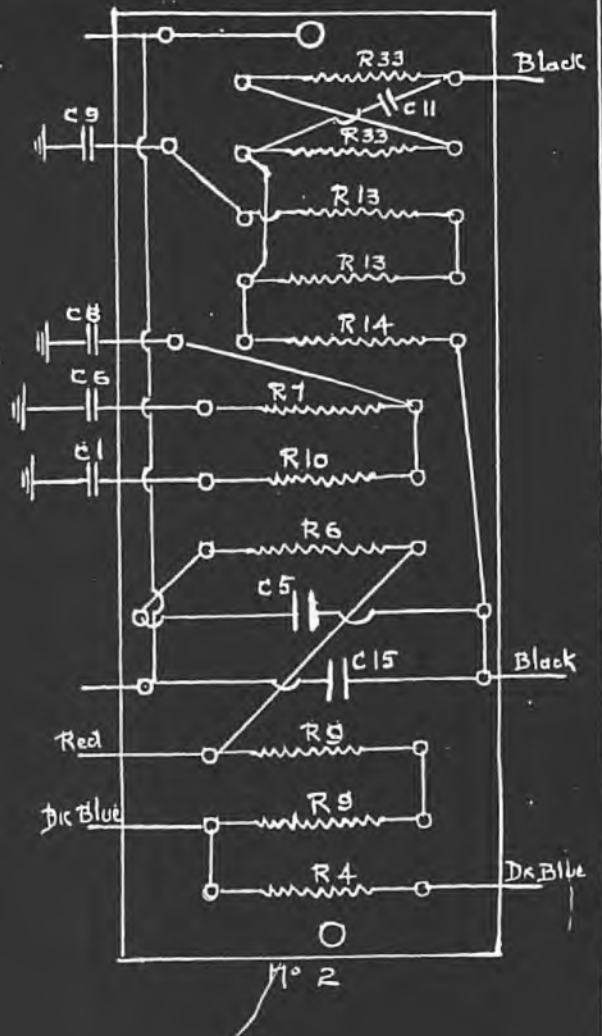 R33
Black
C11
C9
R33
R13
R13
C8
R14
C6
R7
C1
R10
R6
C5
C15
Black
Red
R9
Dk Blue
R9
R4
Dk Blue
No 2